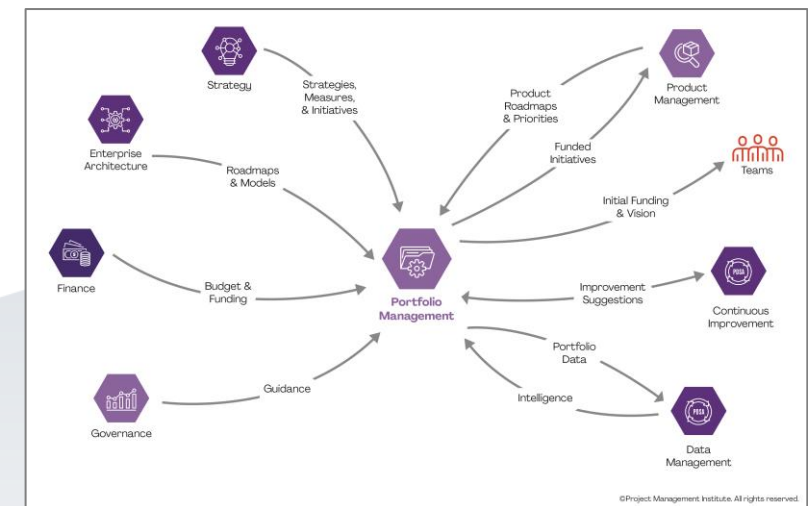 Strategy
Strategies,
Measures,
& Initiatives
Product
Roadmaps
& Priorities
Product
Management
Enterprise
Architecture
Roadmaps
& Models
Funded
Initiatives
Teams
Initial Funding
& Vision
Finance
Budget &
Funding
Portfolio
Management
Improvement
Suggestions
PDSA
Continuous
Improvement
Governance
Guidance
Portfolio
Data
Intelligence
PDSA
Data
Management
©Project Management Institute. All rights reserved.